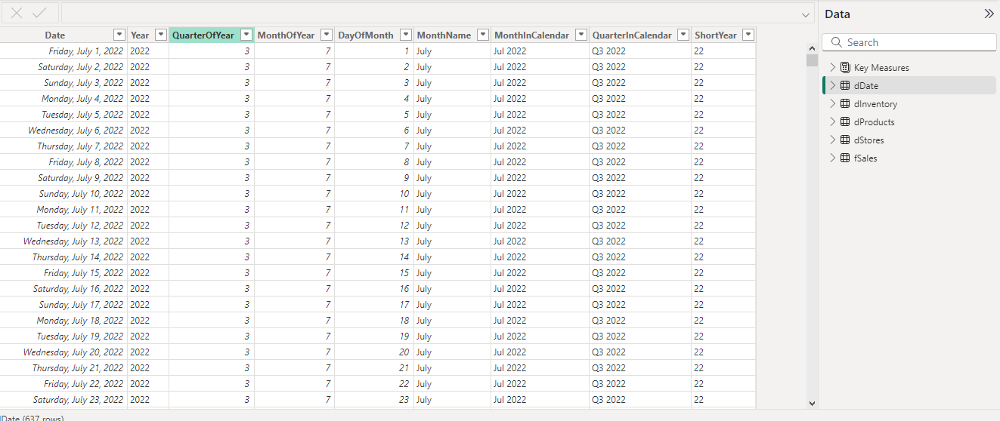 Data
Date Year QuarterOfYear MonthOfYear DayOfMonth MonthName MonthInCalendar QuarterInCalendar ShortYear
Friday, July 1, 2022 2022 3 7 1 July Jul 2022 Q3 2022 22
Saturday, July 2, 2022 2022 3 7 2 July Jul 2022 Q3 2022 22
Sunday, July 3, 2022 2022 3 7 3 July Jul 2022 Q3 2022 22
Monday, July 4, 2022 2022 3 7 4 July Jul 2022 Q3 2022 22
Tuesday, July 5, 2022 2022 3 7 5 July Jul 2022 Q3 2022 22
Wednesday, July 6, 2022 2022 3 7 6 July Jul 2022 Q3 2022 22
Thursday, July 7, 2022 2022 3 7 7 July Jul 2022 Q3 2022 22
Friday, July 8, 2022 2022 3 7 8 July Jul 2022 Q3 2022 22
Saturday, July 9, 2022 2022 3 7 9 July Jul 2022 Q3 2022 22
Sunday, July 10, 2022 2022 3 7 10 July Jul 2022 Q3 2022 22
Monday, July 11, 2022 2022 3 7 11 July Jul 2022 Q3 2022 22
Tuesday, July 12, 2022 2022 3 7 12 July Jul 2022 Q3 2022 22
Wednesday, July 13, 2022 2022 3 7 13 July Jul 2022 Q3 2022 22
Thursday, July 14, 2022 2022 3 7 14 July Jul 2022 Q3 2022 22
Friday, July 15, 2022 2022 3 7 15 July Jul 2022 Q3 2022 22
Saturday, July 16, 2022 2022 3 7 16 July Jul 2022 Q3 2022 22
Sunday, July 17, 2022 2022 3 7 17 July Jul 2022 Q3 2022 22
Monday, July 18, 2022 2022 3 7 18 July Jul 2022 Q3 2022 22
Tuesday, July 19, 2022 2022 3 7 19 July Jul 2022 Q3 2022 22
Wednesday, July 20, 2022 2022 3 7 20 July Jul 2022 Q3 2022 22
Thursday, July 21, 2022 2022 3 7 21 July Jul 2022 Q3 2022 22
Friday, July 22, 2022 2022 3 7 22 July Jul 2022 Q3 2022 22
Saturday, July 23, 2022 2022 3 7 23 July Jul 2022 Q3 2022 22
Search
Key Measures
dDate
dInventory
dProducts
dStores
fSales
dDate (637 rows)